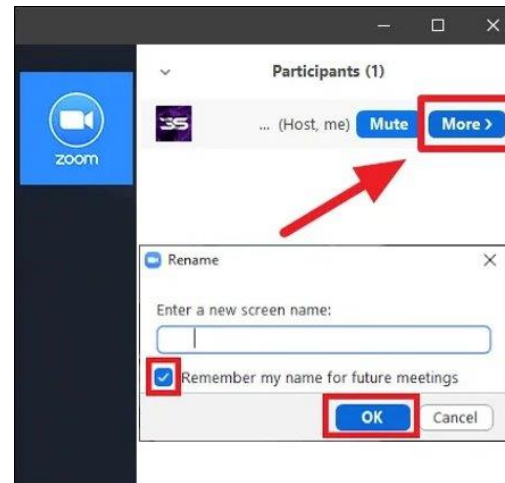 Participants (1)
3S
... (Host, me) Mute More >
zoom
Rename
Enter a new screen name:
Remember my name for future meetings
OK Cancel